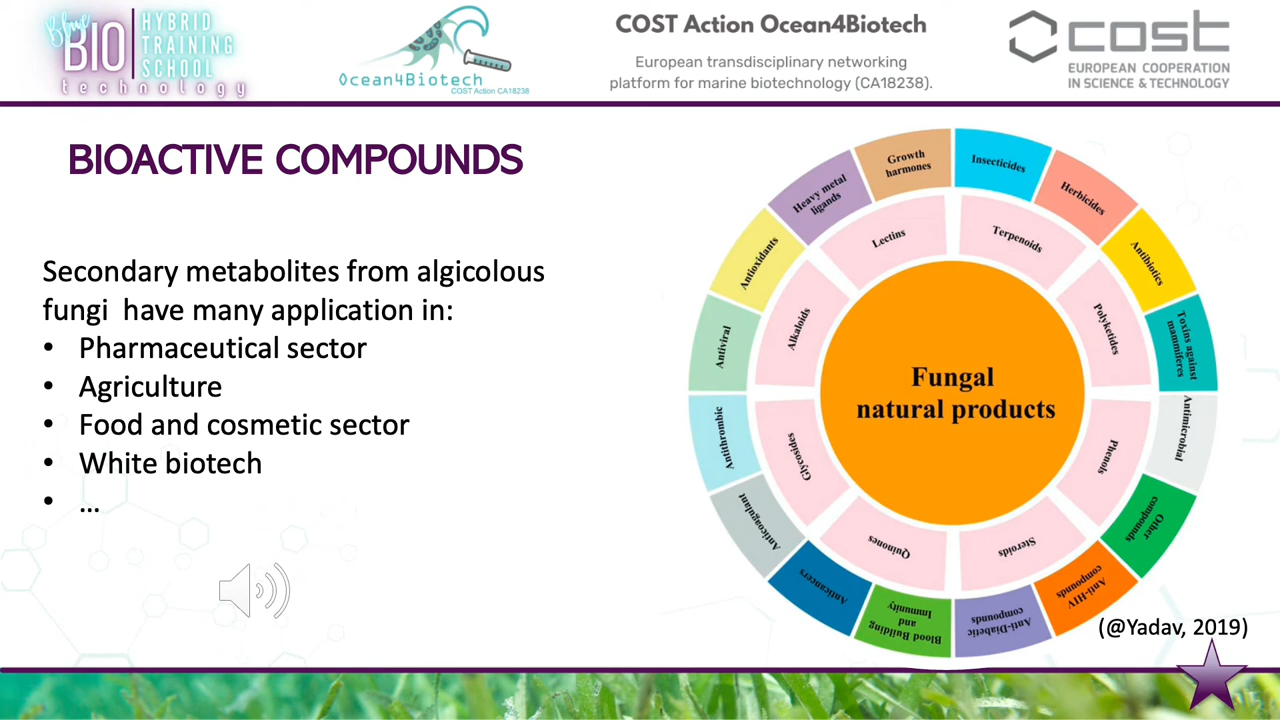 Blue
BIO
technology
HYBRID
TRAINING
SCHOOL
Ocean4Biotech
COST Action CA18238
COST Action Ocean4Biotech
European transdisciplinary networking
platform for marine biotechnology (CA18238).
cost
EUROPEAN COOPERATION
IN SCIENCE & TECHNOLOGY
BIOACTIVE COMPOUNDS
Secondary metabolites from algicolous
fungi have many application in:
• Pharmaceutical sector
• Agriculture
• Food and cosmetic sector
• White biotech
• ...
Fungal
natural products
Lectins
Terpenoids
Polyketides
Phenols
Steroids
Quinones
Glycosides
Alkaloids
Growth
harmones
Insecticides
Herbicides
Antibiotics
Toxins against
mammiferes
Antimicrobial
Other
compounds
Anti-HIV
compounds
Anti-Diabetic
compounds
Blood Building
and
Immunity
Anticancers
Anticoagulant
Antithrombic
Antiviral
Antioxidants
Heavy metal
ligands
(@Yadav, 2019)